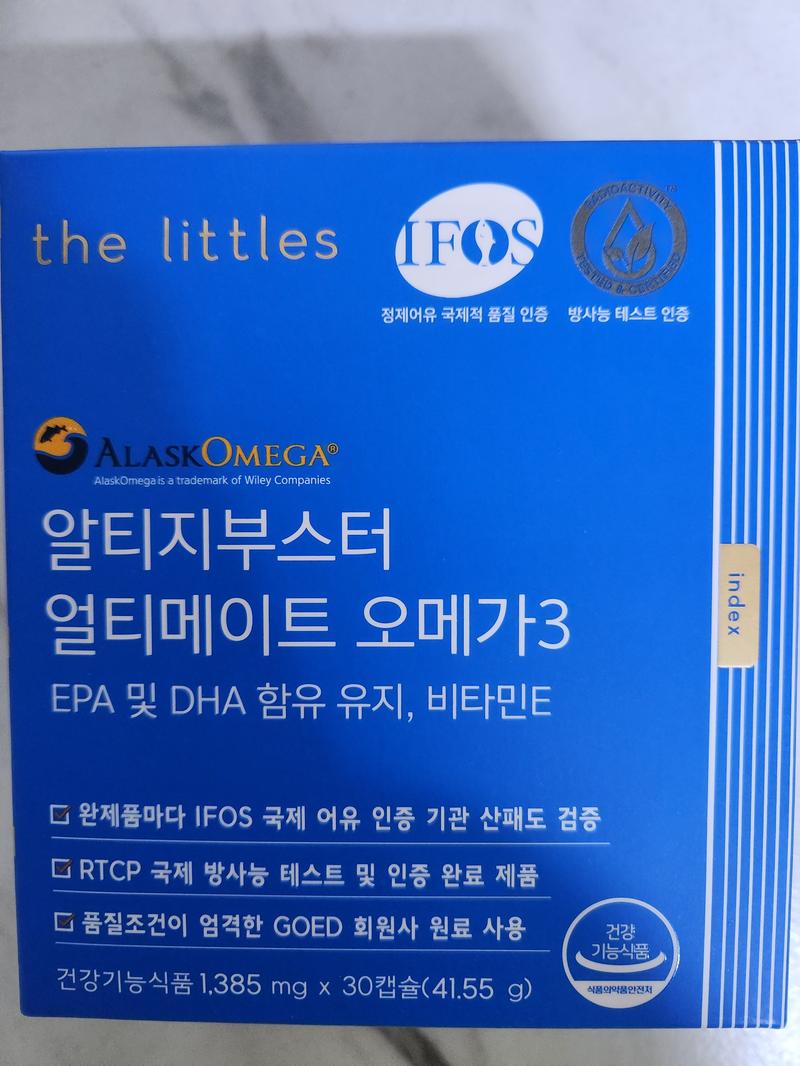 the littles
IFOS
정제어유 국제적 품질 인증
RADIOACTIVITY TM
TESTED & CERTIFIED
방사능 테스트 인증
ALASKOMEGA®
AlaskOmega is a trademark of Wiley Companies
알티지부스터
얼티메이트 오메가3
EPA 및 DHA 함유 유지, 비타민E
index
완제품마다 IFOS 국제 어유 인증 기관 산패도 검증
RTCP 국제 방사능 테스트 및 인증 완료 제품
품질조건이 엄격한 GOED 회원사 원료 사용
건강기능식품 1,385 mg x 30캡슐(41.55 g)
건강
기능식품
식품의약품안전처